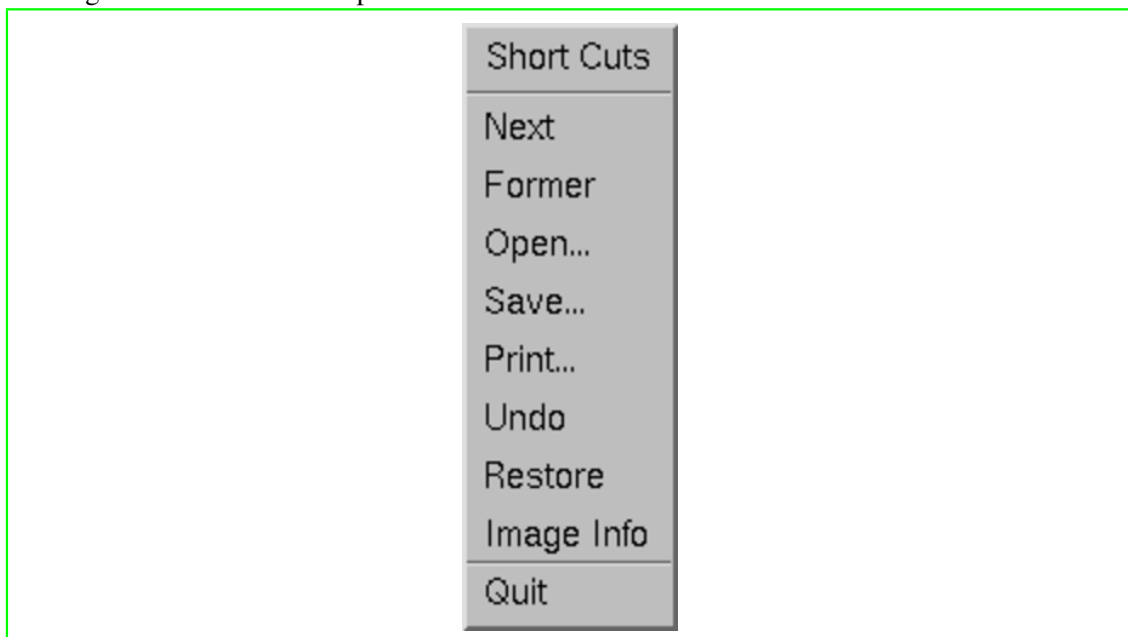 Short Cuts
Next
Former
Open...
Save...
Print...
Undo
Restore
Image Info
Quit